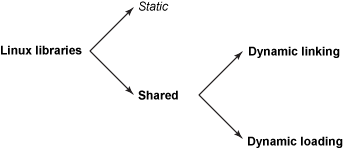 Static
Linux libraries
Dynamic linking
Shared
Dynamic loading